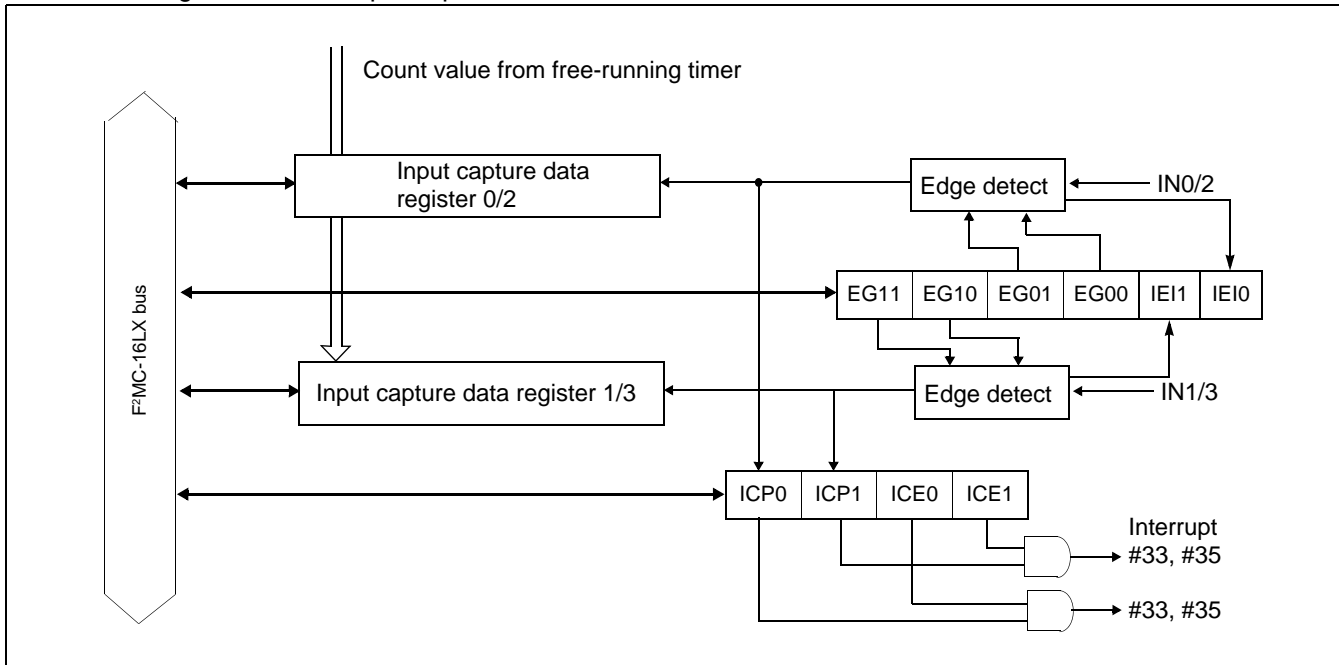 Count value from free-running timer
Input capture data
register 0/2
Edge detect
IN0/2
F²MC-16LX bus
EG11 EG10 EG01 EG00 IEI1 IEI0
Input capture data register 1/3
Edge detect
IN1/3
ICP0 ICP1 ICE0 ICE1
Interrupt
#33, #35
#33, #35